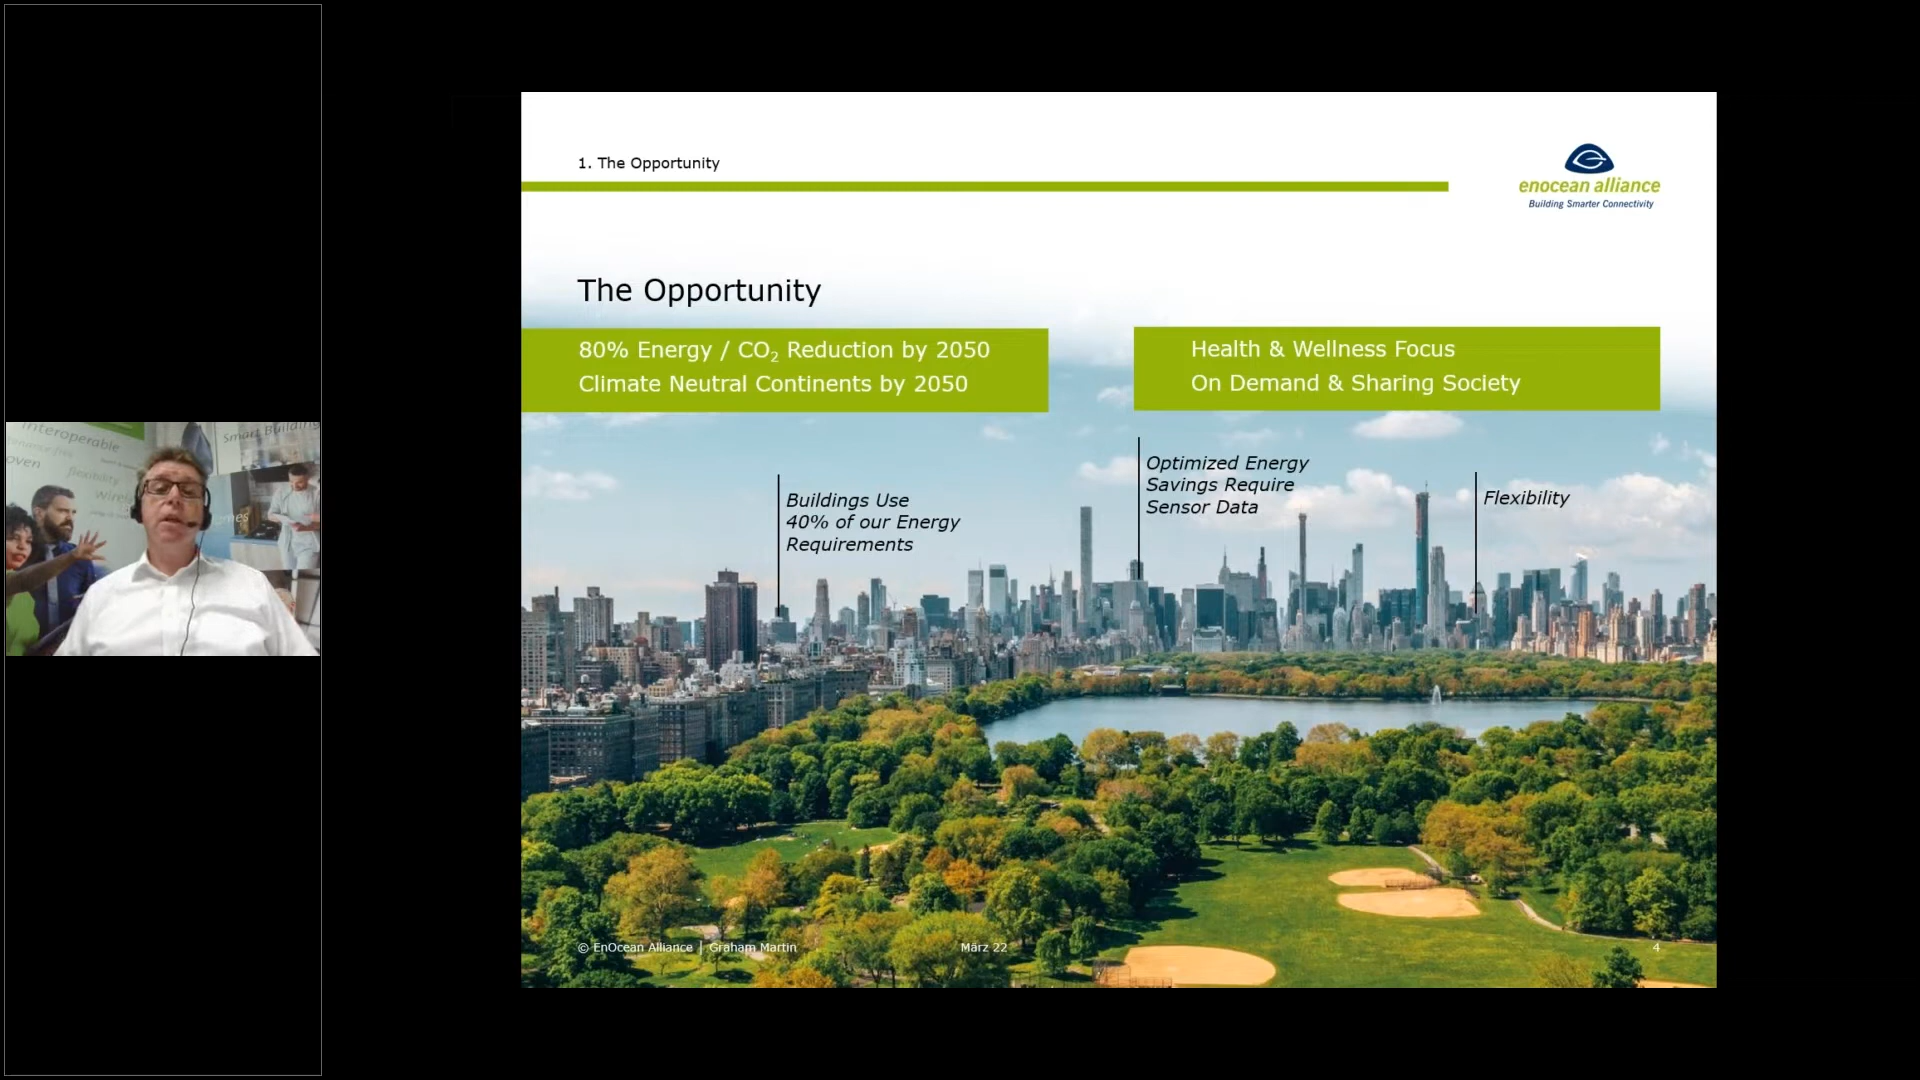 1. The Opportunity
enocean alliance
Building Smarter Connectivity
The Opportunity
80% Energy / CO₂ Reduction by 2050
Climate Neutral Continents by 2050
Health & Wellness Focus
On Demand & Sharing Society
Buildings Use
40% of our Energy
Requirements
Optimized Energy
Savings Require
Sensor Data
Flexibility
Interoperable
flexibility
Smart Building
© EnOcean Alliance | Graham Martin
März 22
4